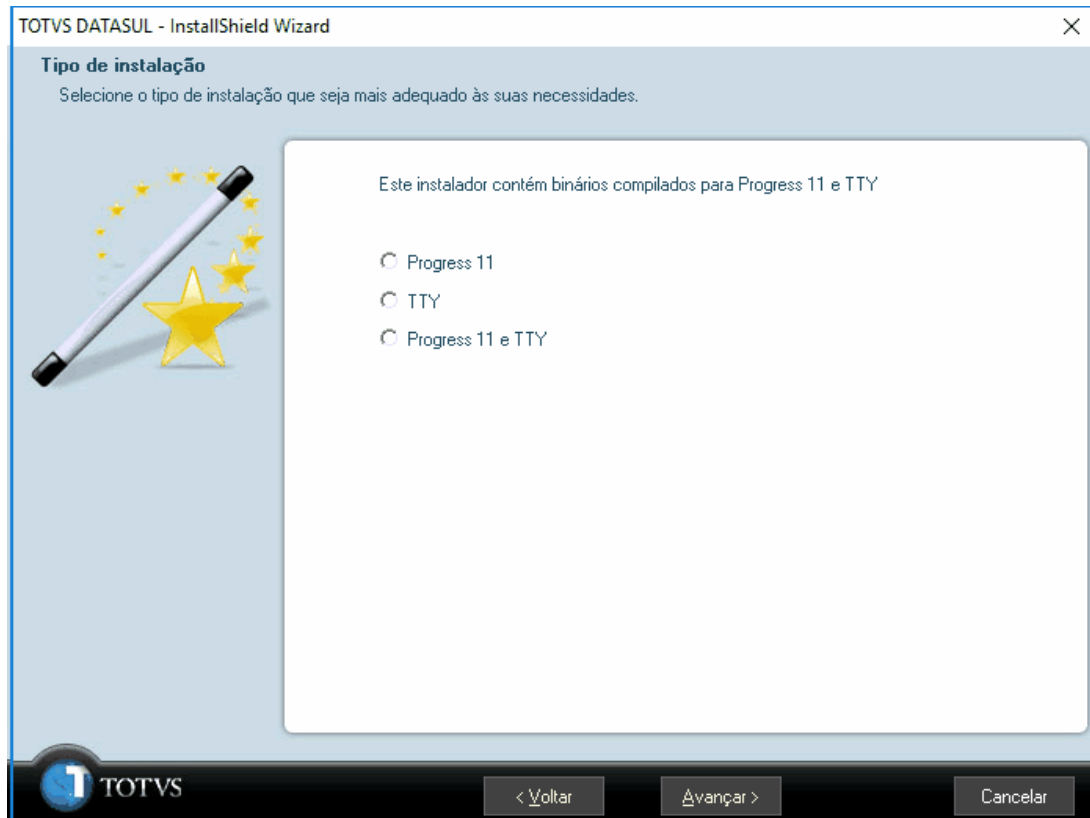 TOTVS DATASUL - InstallShield Wizard
Tipo de instalação
Selecione o tipo de instalação que seja mais adequado às suas necessidades.
Este instalador contém binários compilados para Progress 11 e TTY
Progress 11
TTY
Progress 11 e TTY
TOTVS
< Voltar
Avançar >
Cancelar